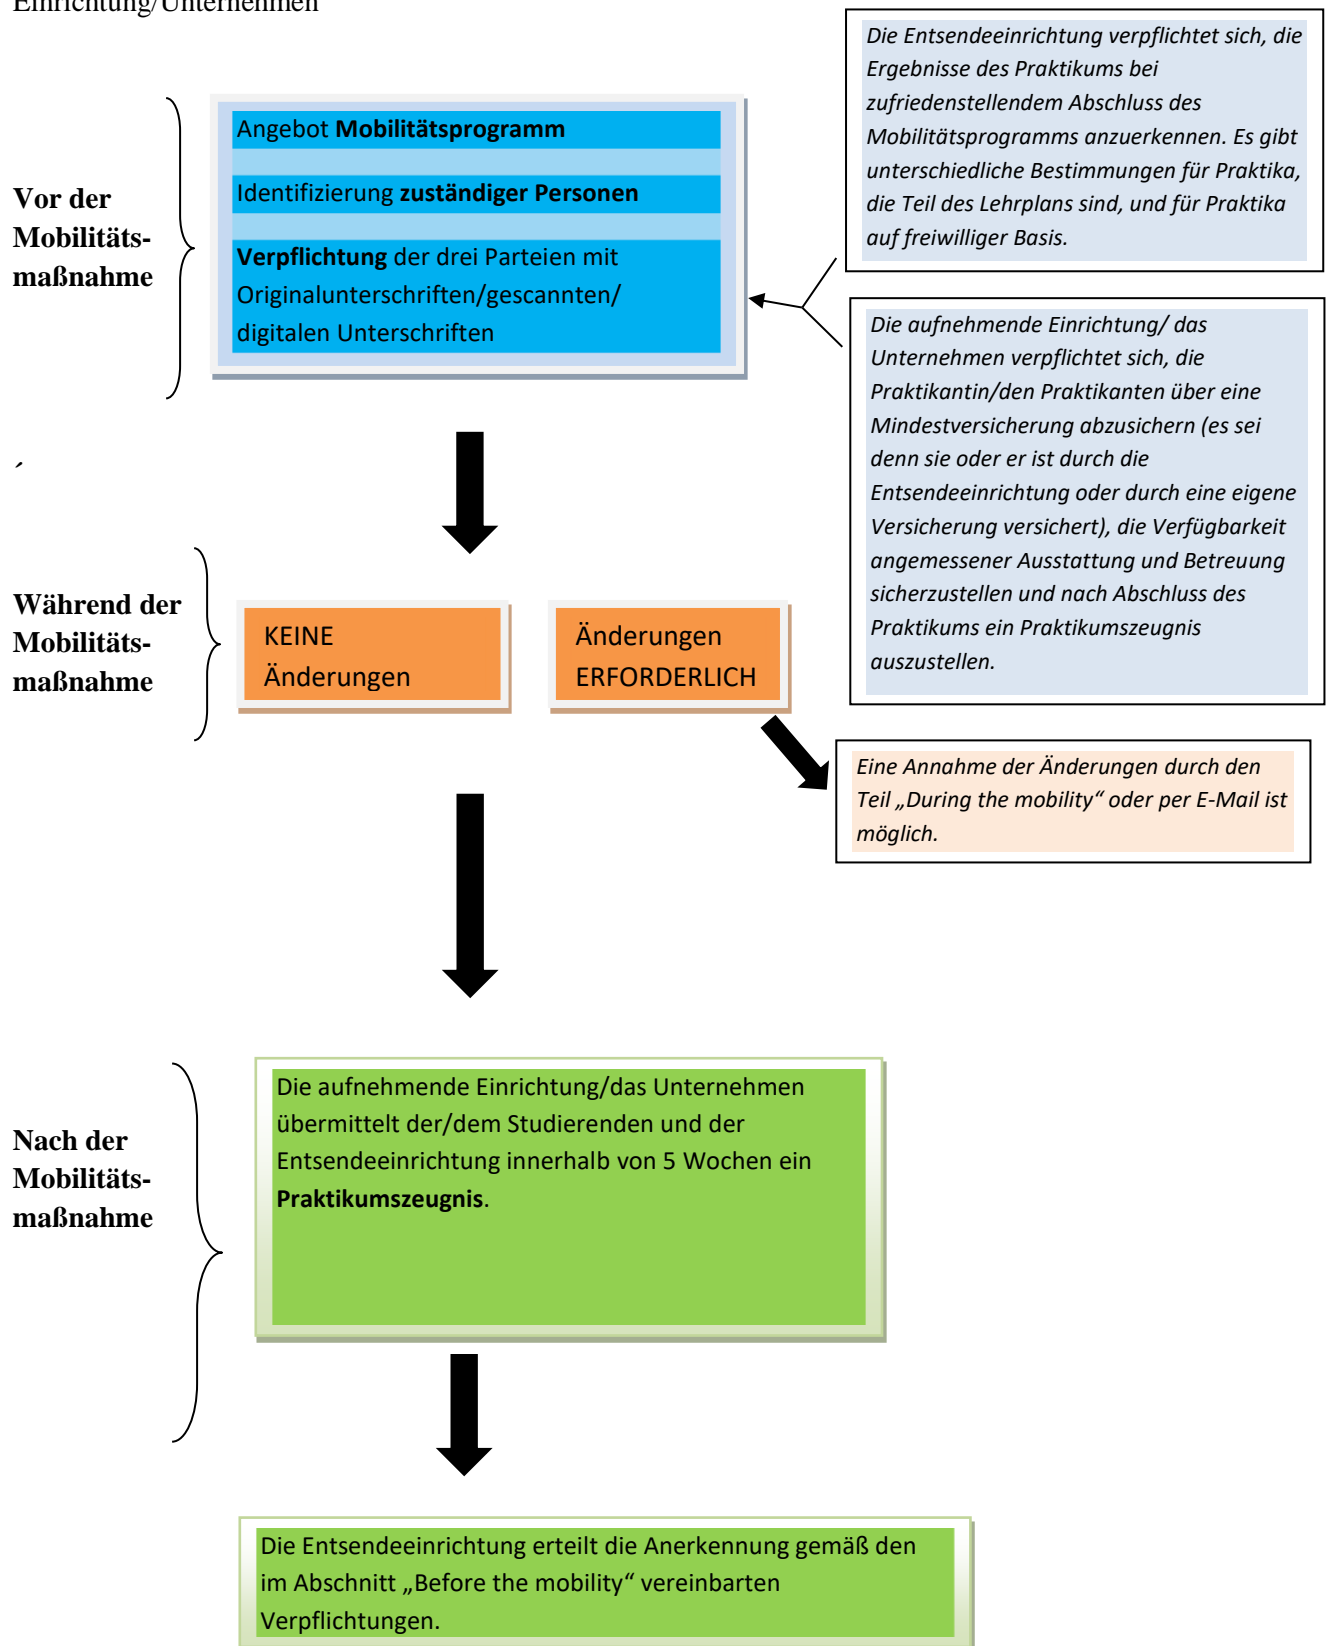 Einrichtung/Unternehmen
Vor der
Mobilitäts-
maßnahme
Angebot Mobilitätsprogramm
Identifizierung zuständiger Personen
Verpflichtung der drei Parteien mit
Originalunterschriften/gescannten/
digitalen Unterschriften
Die Entsendeeinrichtung verpflichtet sich, die
Ergebnisse des Praktikums bei
zufriedenstellendem Abschluss des
Mobilitätsprogramms anzuerkennen. Es gibt
unterschiedliche Bestimmungen für Praktika,
die Teil des Lehrplans sind, und für Praktika
auf freiwilliger Basis.
Die aufnehmende Einrichtung/ das
Unternehmen verpflichtet sich, die
Praktikantin/den Praktikanten über eine
Mindestversicherung abzusichern (es sei
denn sie oder er ist durch die
Entsendeeinrichtung oder durch eine eigene
Versicherung versichert), die Verfügbarkeit
angemessener Ausstattung und Betreuung
sicherzustellen und nach Abschluss des
Praktikums ein Praktikumszeugnis
auszustellen.
´
Während der
Mobilitäts-
maßnahme
KEINE
Änderungen
Änderungen
ERFORDERLICH
Eine Annahme der Änderungen durch den
Teil „During the mobility“ oder per E-Mail ist
möglich.
Nach der
Mobilitäts-
maßnahme
Die aufnehmende Einrichtung/das Unternehmen
übermittelt der/dem Studierenden und der
Entsendeeinrichtung innerhalb von 5 Wochen ein
Praktikumszeugnis.
Die Entsendeeinrichtung erteilt die Anerkennung gemäß den
im Abschnitt „Before the mobility“ vereinbarten
Verpflichtungen.